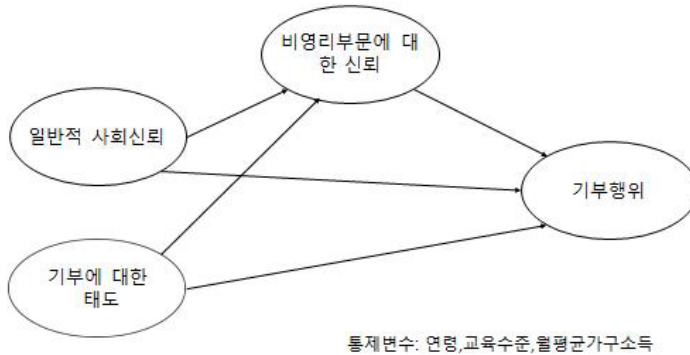 비영리부문에 대
한 신뢰
일반적 사회신뢰
기부행위
기부에 대한
태도
통제변수: 연령,교육수준,월평균가구소득